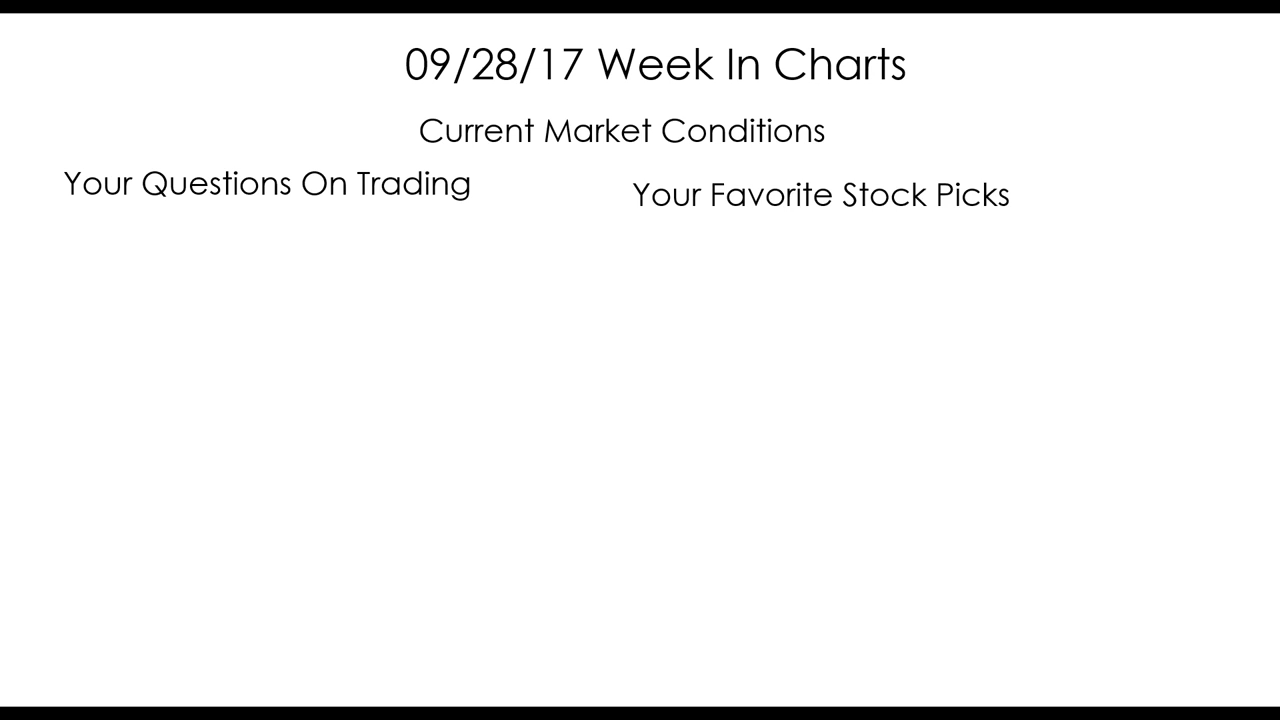 09/28/17 Week In Charts
Current Market Conditions
Your Questions On Trading
Your Favorite Stock Picks